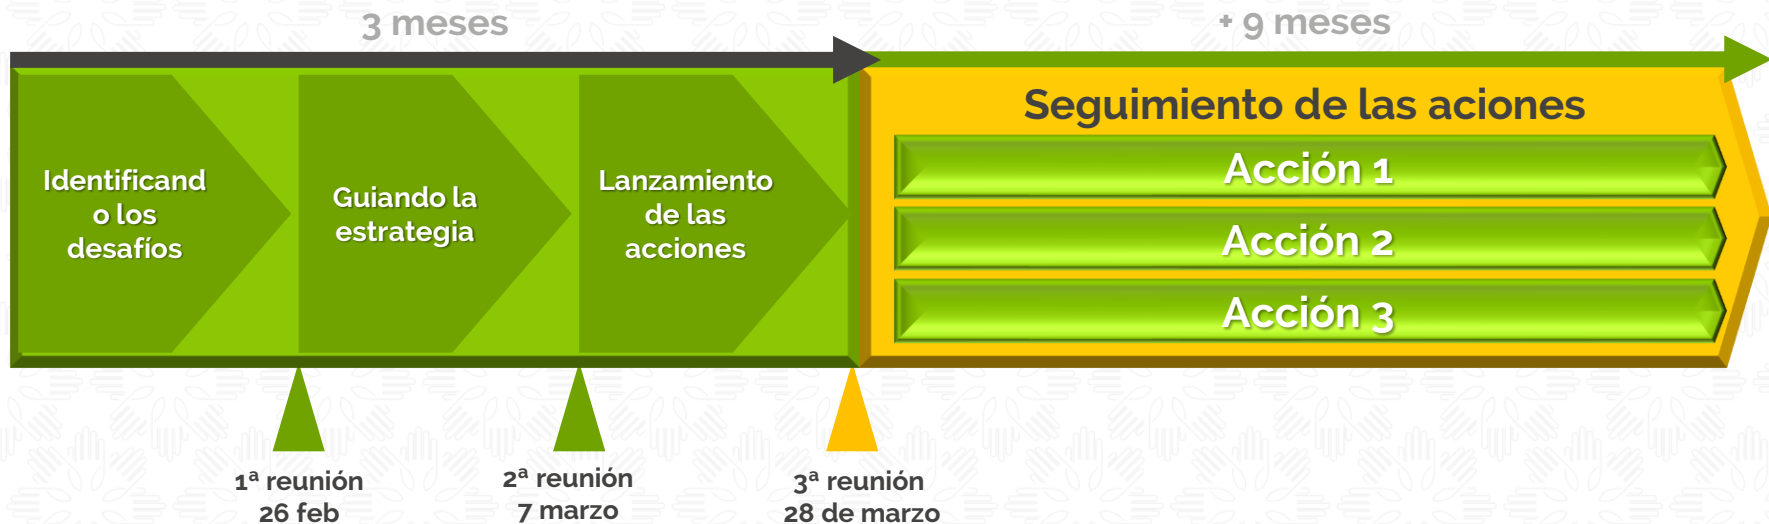 3 meses
+ 9 meses
Identificand
o los
desafíos
Guiando la
estrategia
Lanzamiento
de las
acciones
Seguimiento de las aciones
Acción 1
Acción 2
Acción 3
1ª reunión
26 feb
2ª reunión
7 marzo
3ª reunión
28 de marzo